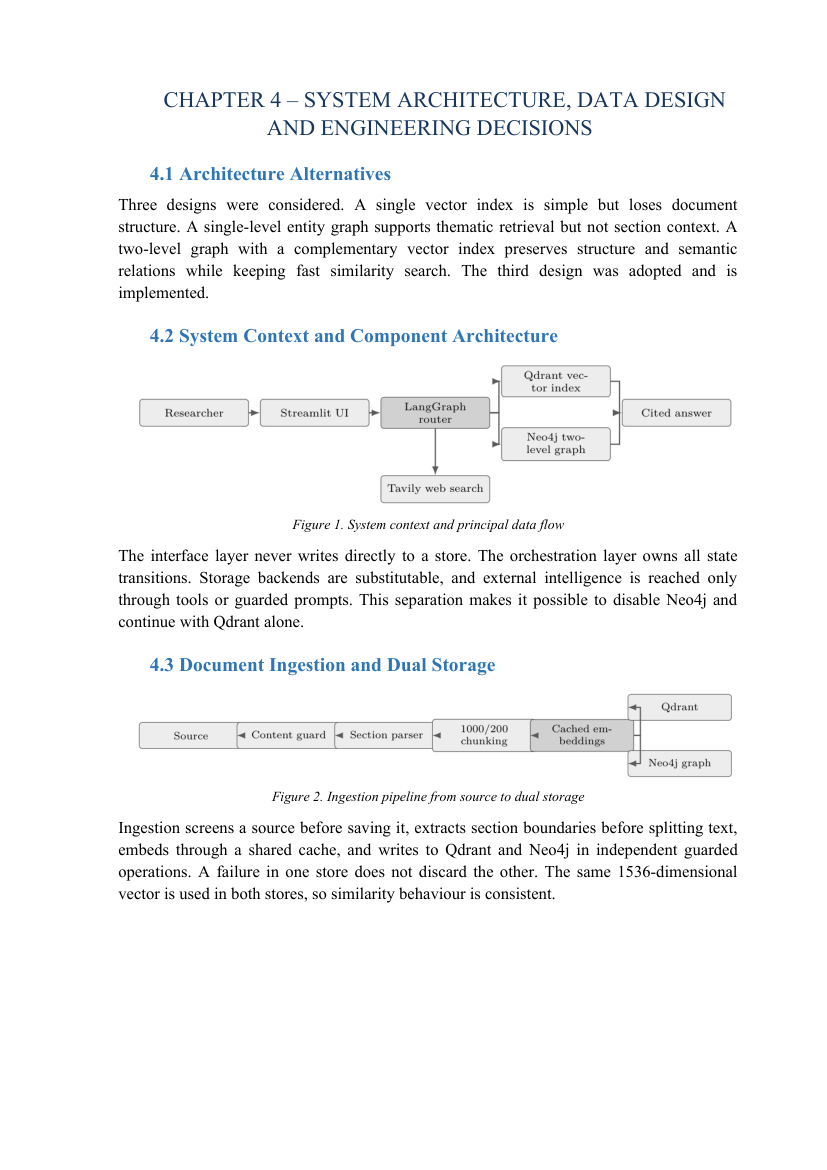 CHAPTER 4 – SYSTEM ARCHITECTURE, DATA DESIGN
AND ENGINEERING DECISIONS
4.1 Architecture Alternatives
Three designs were considered. A single vector index is simple but loses document
structure. A single-level entity graph supports thematic retrieval but not section context. A
two-level graph with a complementary vector index preserves structure and semantic
relations while keeping fast similarity search. The third design was adopted and is
implemented.
4.2 System Context and Component Architecture
Researcher
Streamlit UI
LangGraph
router
Qdrant vec-
tor index
Neo4j two-
level graph
Cited answer
Tavily web search
Figure 1. System context and principal data flow
The interface layer never writes directly to a store. The orchestration layer owns all state
transitions. Storage backends are substitutable, and external intelligence is reached only
through tools or guarded prompts. This separation makes it possible to disable Neo4j and
continue with Qdrant alone.
4.3 Document Ingestion and Dual Storage
Source
Content guard
Section parser
1000/200
chunking
Cached em-
beddings
Qdrant
Neo4j graph
Figure 2. Ingestion pipeline from source to dual storage
Ingestion screens a source before saving it, extracts section boundaries before splitting text,
embeds through a shared cache, and writes to Qdrant and Neo4j in independent guarded
operations. A failure in one store does not discard the other. The same 1536-dimensional
vector is used in both stores, so similarity behaviour is consistent.